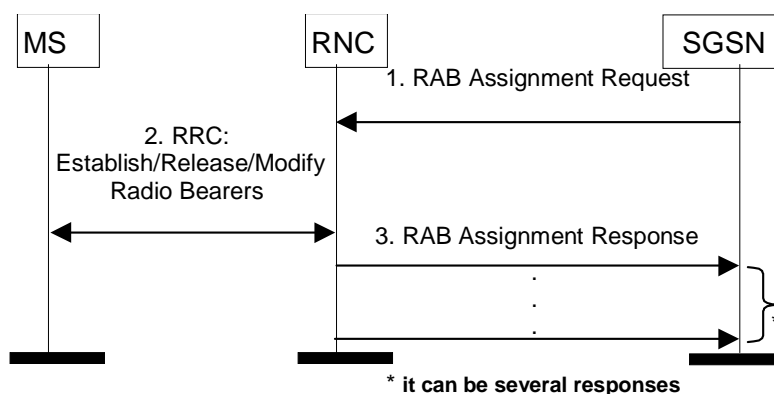 MS
RNC
SGSN
1. RAB Assignment Request
2. RRC:
Establish/Release/Modify
Radio Bearers
3. RAB Assignment Response
.
.
.
*
* it can be several responses